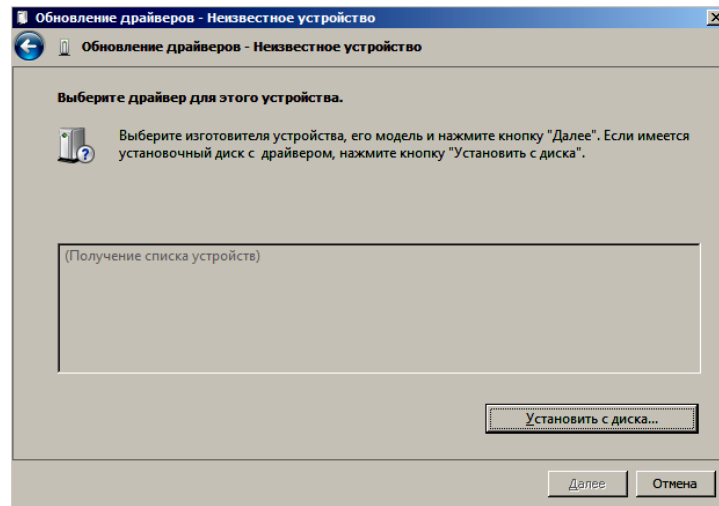 Обновление драйверов - Неизвестное устройство
Обновление драйверов - Неизвестное устройство
Выберите драйвер для этого устройства.
Выберите изготовителя устройства, его модель и нажмите кнопку "Далее". Если имеется
установочный диск с драйвером, нажмите кнопку "Установить с диска".
(Получение списка устройств)
Установить с диска...
Далее Отмена